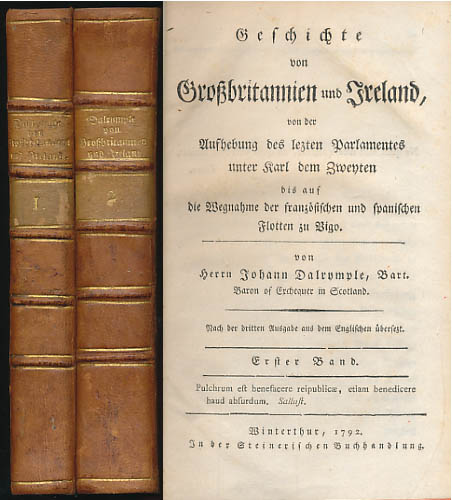 Dalrymple
von
Großbritannien
und Irland
1.
2
Geschichte
von
Großbritannien und Ireland,
von der
Aufhebung des lezten Parlamentes
unter Karl dem Zweyten
bis auf
die Wegnahme der französischen und spanischen
Flotten zu Vigo.
von
Herrn Johann Dalrymple, Bart.
Baron of Exchequer in Scotland.
Nach der dritten Ausgabe aus dem Englischen übersezt.
Erster Band.
Pulchrum est benefacere reipublicæ, etiam benedicere
haud absurdum. Sallust.
Winterthur, 1792.
In der Steinerischen Buchhandlung.